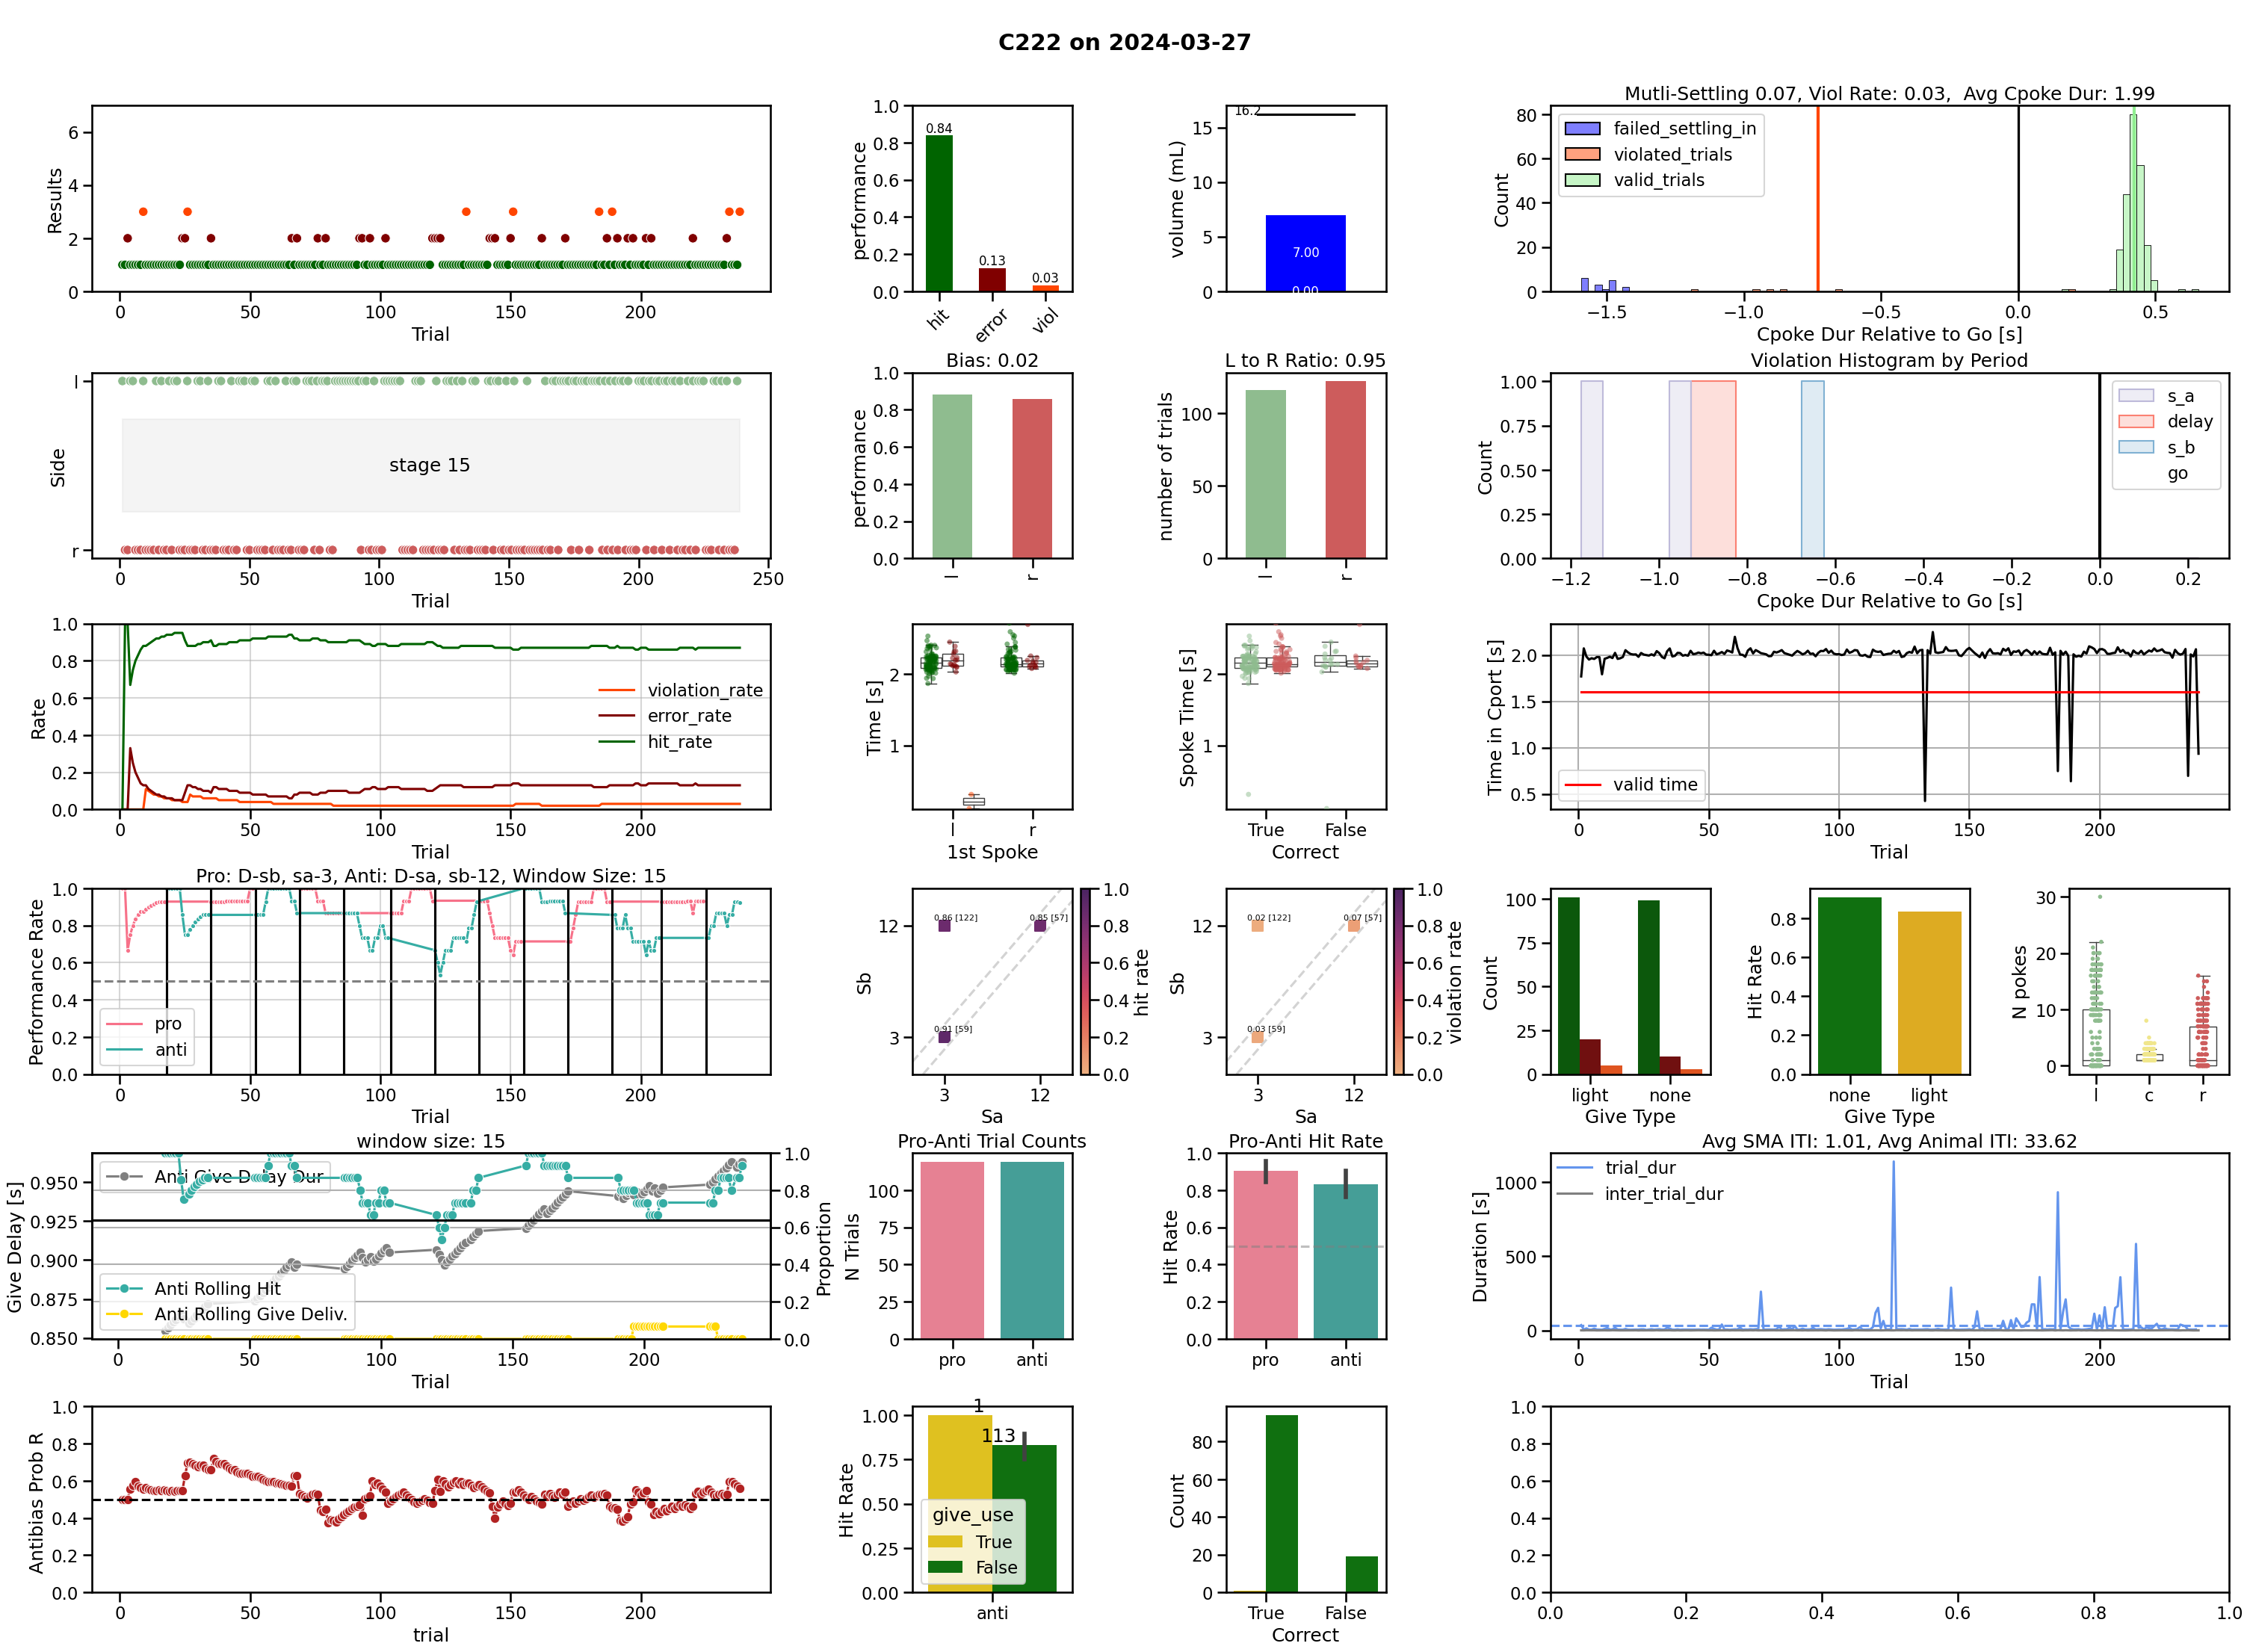 C222 on 2024-03-27
Results
6
4
2
0
0 50 100 150 200
Trial
performance
1.0
0.8
0.6
0.4
0.2
0.0
0.84
0.13
0.03
hit error viol
volume (mL)
15
10
5
0
16.2
7.00
0.00
Mutli-Settling 0.07, Viol Rate: 0.03,  Avg Cpoke Dur: 1.99
Count
80
60
40
20
0
failed_settling_in
violated_trials
valid_trials
−1.5 −1.0 −0.5 0.0 0.5
Cpoke Dur Relative to Go [s]
Side
l
r
stage 15
0 50 100 150 200 250
Trial
Bias: 0.02
performance
1.0
0.8
0.6
0.4
0.2
0.0
l r
L to R Ratio: 0.95
number of trials
100
50
0
l r
Violation Histogram by Period
Count
1.00
0.75
0.50
0.25
0.00
s_a
delay
s_b
go
−1.2 −1.0 −0.8 −0.6 −0.4 −0.2 0.0 0.2
Cpoke Dur Relative to Go [s]
Rate
1.0
0.8
0.6
0.4
0.2
0.0
violation_rate
error_rate
hit_rate
0 50 100 150 200
Trial
Time [s]
2
1
l r
1st Spoke
Spoke Time [s]
2
1
True False
Correct
Time in Cport [s]
2.0
1.5
1.0
0.5
valid time
0 50 100 150 200
Trial
Pro: D-sb, sa-3, Anti: D-sa, sb-12, Window Size: 15
Performance Rate
1.0
0.8
0.6
0.4
0.2
0.0
pro
anti
0 50 100 150 200
Trial
Sb
12
3
0.86 [122]
0.85 [57]
0.91 [59]
3 12
Sa
1.0
0.8
0.6
0.4
0.2
0.0
hit rate
Sb
12
3
0.02 [122]
0.07 [57]
0.03 [59]
3 12
Sa
1.0
0.8
0.6
0.4
0.2
0.0
violation rate
Count
100
75
50
25
0
light none
Give Type
Hit Rate
0.8
0.6
0.4
0.2
0.0
none light
Give Type
N pokes
30
20
10
0
l c r
window size: 15
Give Delay [s]
0.950
0.925
0.900
0.875
0.850
Anti Give Delay Dur
Anti Rolling Hit
Anti Rolling Give Deliv.
1.0
0.8
0.6
0.4
0.2
0.0
Proportion
0 50 100 150 200
Trial
Pro-Anti Trial Counts
N Trials
100
75
50
25
0
pro anti
Pro-Anti Hit Rate
Hit Rate
1.0
0.8
0.6
0.4
0.2
0.0
pro anti
Avg SMA ITI: 1.01, Avg Animal ITI: 33.62
Duration [s]
1000
500
0
trial_dur
inter_trial_dur
0 50 100 150 200
Trial
Antibias Prob R
1.0
0.8
0.6
0.4
0.2
0.0
0 50 100 150 200
trial
Hit Rate
1.00
0.75
0.50
0.25
0.00
1
113
give_use
True
False
anti
Count
80
60
40
20
0
True False
Correct
1.0
0.8
0.6
0.4
0.2
0.0
0.0 0.2 0.4 0.6 0.8 1.0